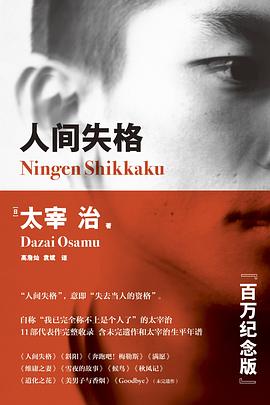 人间失格
Ningen Shikkaku
[日] 太宰 治 著
Dazai Osamu
高詹灿 袁斌 译
“人间失格”,意即“失去当人的资格”。
自称“我已完全称不上是个人了”的太宰治
11部代表作完整收录 含未完遗作和太宰治生平年谱
《人间失格》《斜阳》《奔跑吧!梅勒斯》《满愿》
《维庸之妻》《雪夜的故事》《候鸟》《秋风记》
《道化之花》《美男子与香烟》《Goodbye》(未完遗作)
『百万纪念版』